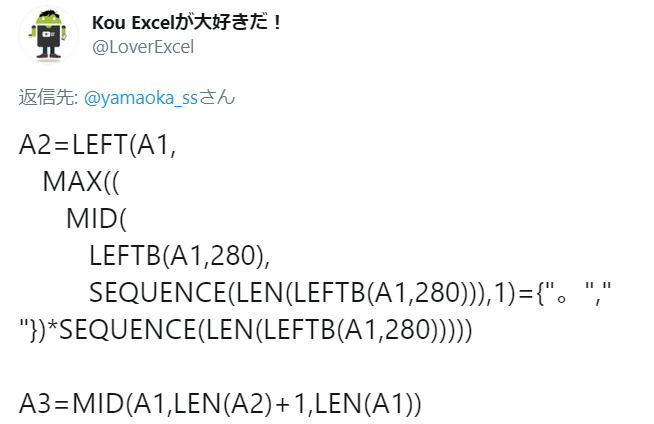 Kou Excelが大好きだ！
@LoverExcel
返信先: @yamaoka_ssさん
A2=LEFT(A1,
MAX((
MID(
LEFTB(A1,280),
SEQUENCE(LEN(LEFTB(A1,280))),1)={"。","
"})*SEQUENCE(LEN(LEFTB(A1,280)))))
A3=MID(A1,LEN(A2)+1,LEN(A1))